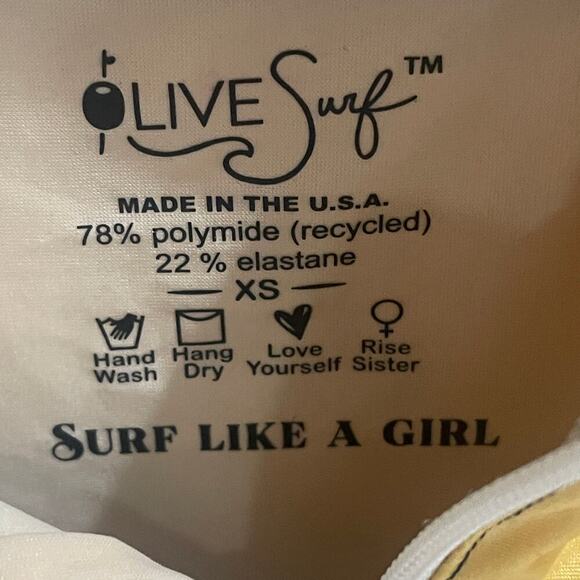 OLIVE Surf™
MADE IN THE U.S.A.
78% polymide (recycled)
22 % elastane
XS
Hand Wash
Hang Dry
Love Yourself
Rise Sister
SURF LIKE A GIRL